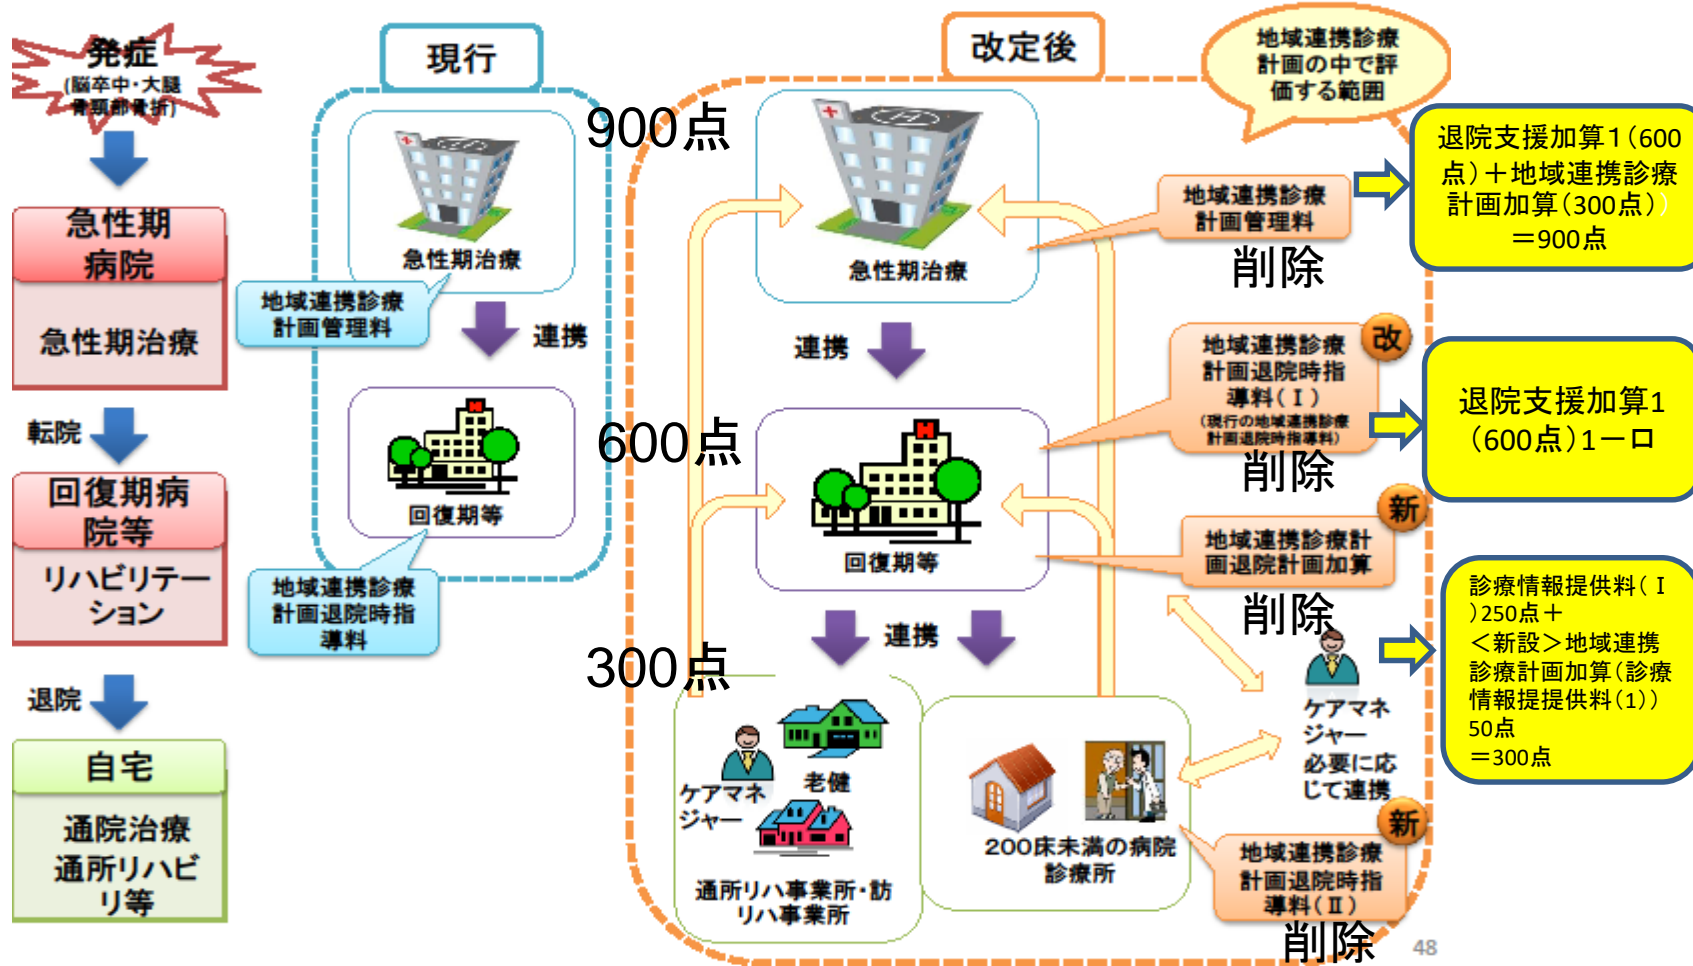 発症
(脳卒中・大腿
骨頸部骨折)
急性期
病院
急性期治療
転院
回復期病
院等
リハビリテー
ション
退院
自宅
通院治療
通所リハビ
リ等
現行
急性期治療
地域連携診療
計画管理料
連携
回復期等
地域連携診療
計画退院時指
導料
改定後
地域連携診療
計画の中で評
価する範囲
900点
急性期治療
地域連携診療
計画管理料
削除
退院支援加算1(600
点)+地域連携診療
計画加算(300点))
=900点
連携
地域連携診療
計画退院時指
導料(Ⅰ)
(現行の地域連携診療
計画退院時指導料)
改
削除
退院支援加算1
(600点)1一ロ
600点
回復期等
新
地域連携診療計
画退院計画加算
削除
連携
300点
ケアマネ
ジャー
老健
通所リハ事業所・訪
リハ事業所
200床未満の病院
診療所
ケアマネ
ジャー
必要に応
じて連携
診療情報提供料(Ⅰ
)250点+
<新設>地域連携
診療計画加算(診療
情報提提供料(1))
50点
=300点
新
地域連携診療
計画退院時指
導料(Ⅱ)
削除
48